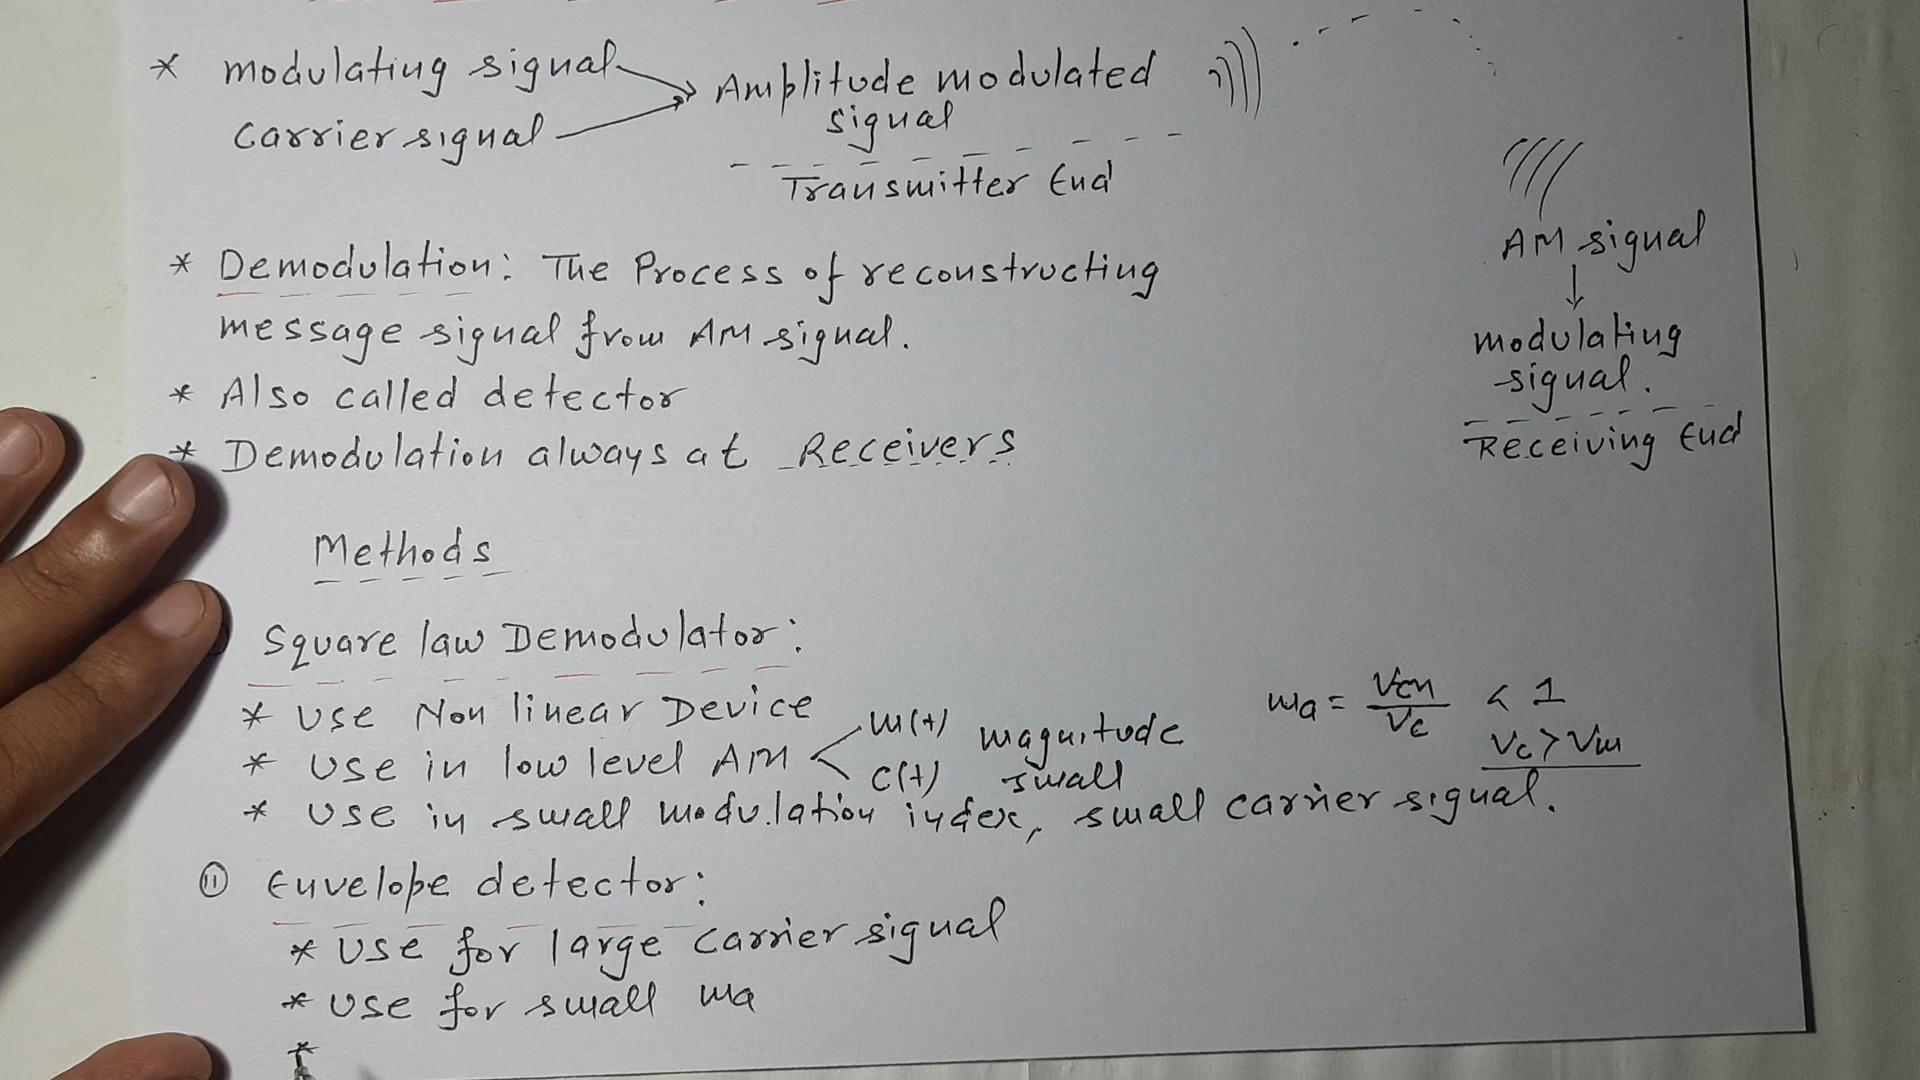 * modulating signal
carrier signal
Amplitude modulated
signal
Transmitter End
AM signal
↓
modulating
signal.
Receiving End
* Demodulation: The Process of reconstructing
message signal from AM signal.
* Also called detector
* Demodulation always at Receivers
Methods
Square law Demodulator:
* Use Non linear Device
* Use in low level AM < m(t) magnitude
c(t) small
ma = Vm/Vc < 1
Vc > Vm
* Use in small modulation index, small carrier signal.
(ii) Envelope detector:
* Use for large carrier signal
* Use for small ma
*